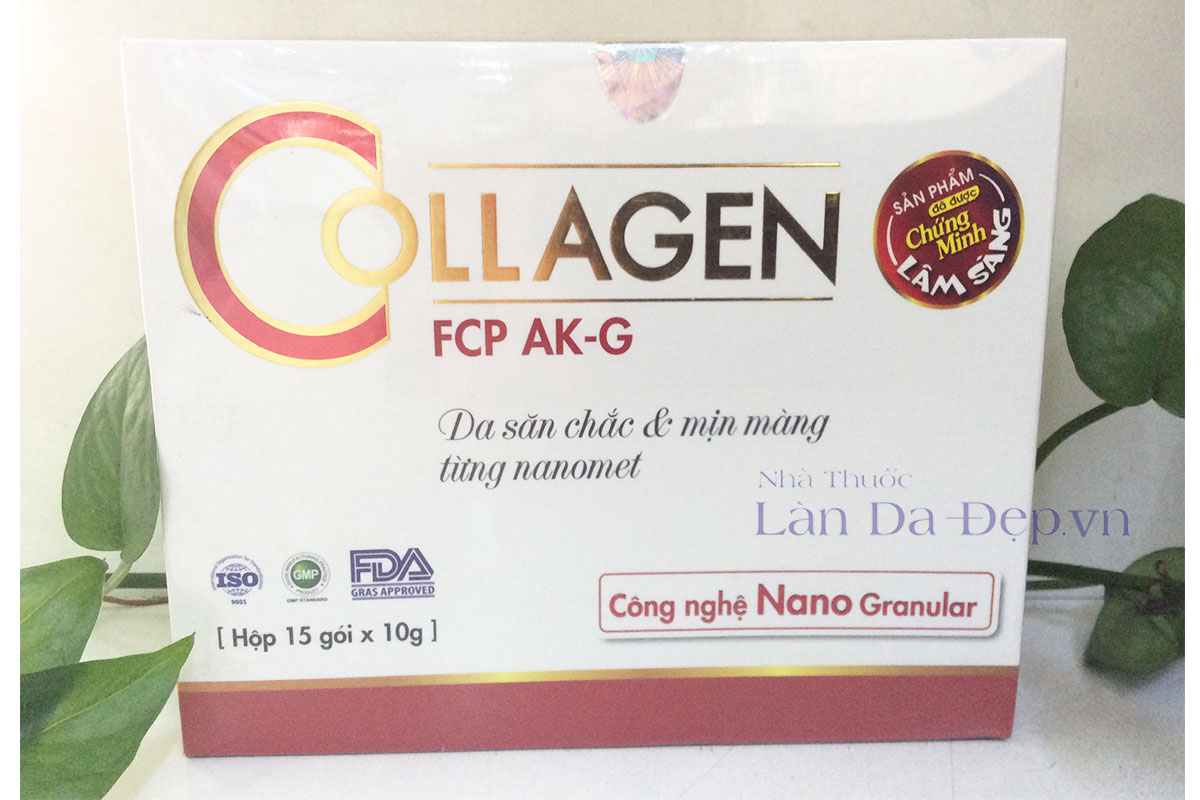 COLLAGEN
FCP AK-G
SẢN PHẨM
đã được
Chứng
Minh
LÂM SÀNG
Da săn chắc & mịn màng
từng nanomet
Nhà Thuốc
Làn Da Đẹp.vn
ISO
9001
GMP
GMP STANDARD
FDA
GRAS APPROVED
[ Hộp 15 gói x 10g ]
Công nghệ Nano Granular